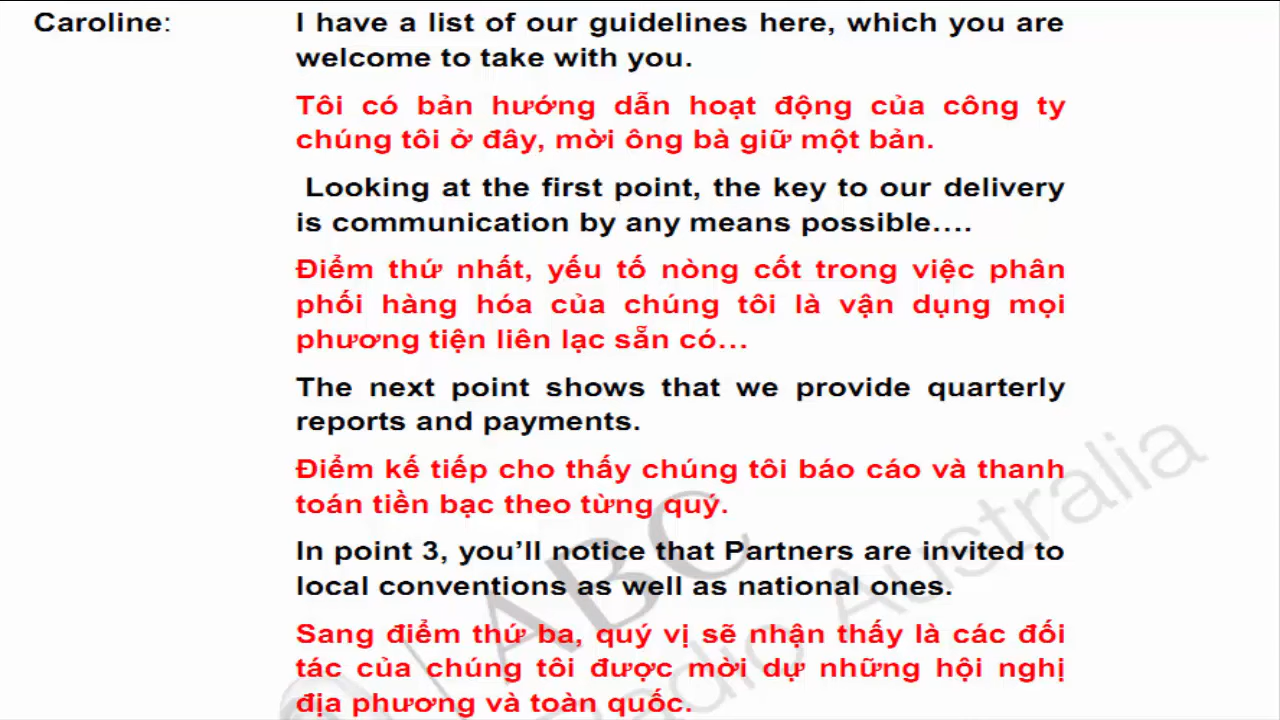 Caroline: I have a list of our guidelines here, which you are
welcome to take with you.
Tôi có bản hướng dẫn hoạt động của công ty
chúng tôi ở đây, mời ông bà giữ một bản.
Looking at the first point, the key to our delivery
is communication by any means possible….
Điểm thứ nhất, yếu tố nòng cốt trong việc phân
phối hàng hóa của chúng tôi là vận dụng mọi
phương tiện liên lạc sẵn có…
The next point shows that we provide quarterly
reports and payments.
Điểm kế tiếp cho thấy chúng tôi báo cáo và thanh
toán tiền bạc theo từng quý.
In point 3, you’ll notice that Partners are invited to
local conventions as well as national ones.
Sang điểm thứ ba, quý vị sẽ nhận thấy là các đối
tác của chúng tôi được mời dự những hội nghị
địa phương và toàn quốc.
ABC
Radio Australia